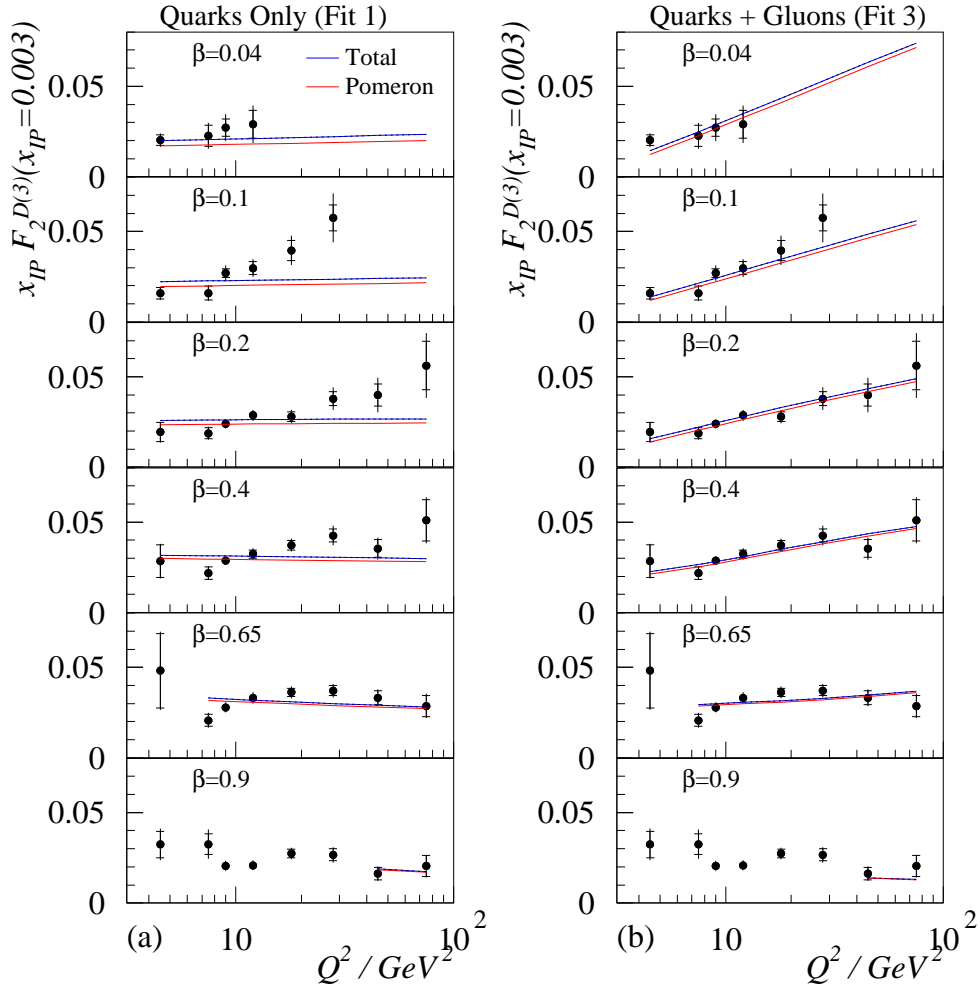 Quarks Only (Fit 1)
Quarks + Gluons (Fit 3)
x_IP F_2^D(3)(x_IP=0.003)
β=0.04
Total
Pomeron
0.05
0
β=0.1
0.05
0
β=0.2
0.05
0
β=0.4
0.05
0
β=0.65
0.05
0
β=0.9
0.05
0
(a)
10
10^2
Q^2 / GeV^2
x_IP F_2^D(3)(x_IP=0.003)
β=0.04
Total
Pomeron
0.05
0
β=0.1
0.05
0
β=0.2
0.05
0
β=0.4
0.05
0
β=0.65
0.05
0
β=0.9
0.05
0
(b)
10
10^2
Q^2 / GeV^2